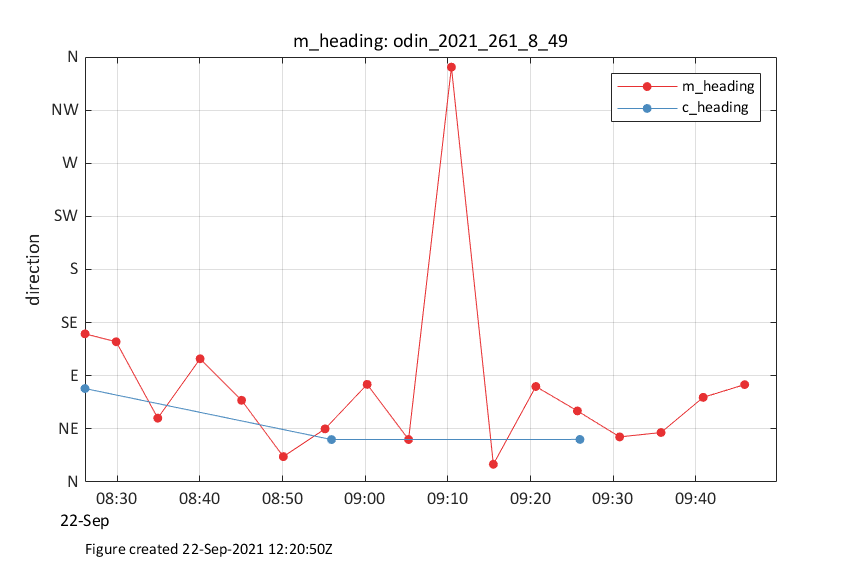 m_heading: odin_2021_261_8_49
N
NW
W
SW
S
SE
E
NE
N
direction
m_heading
c_heading
08:30 08:40 08:50 09:00 09:10 09:20 09:30 09:40
22-Sep
Figure created 22-Sep-2021 12:20:50Z